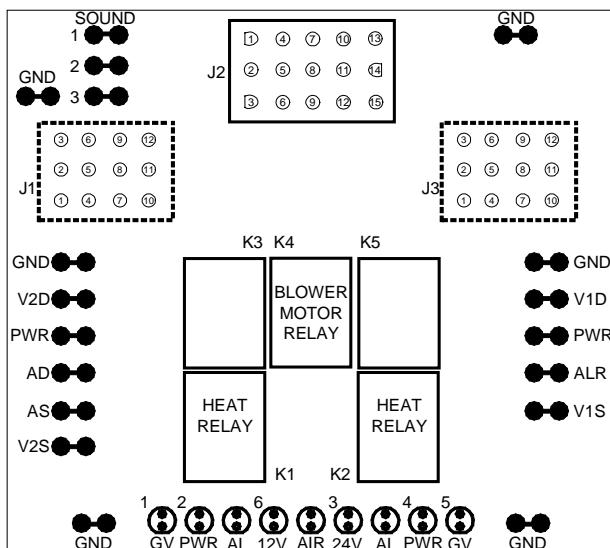 SOUND
1
2
GND 3
GND
J2
1 4 7 10 13
2 5 8 11 14
3 6 9 12 15
J1
3 6 9 12
2 5 8 11
1 4 7 10
J3
3 6 9 12
2 5 8 11
1 4 7 10
K3 K4 K5
GND
V2D
PWR
AD
AS
V2S
BLOWER
MOTOR
RELAY
HEAT
RELAY
HEAT
RELAY
K1 K2
GND
V1D
PWR
ALR
V1S
1 2 6 3 4 5
GND GV PWR AL 12V AIR 24V AL PWR GV GND